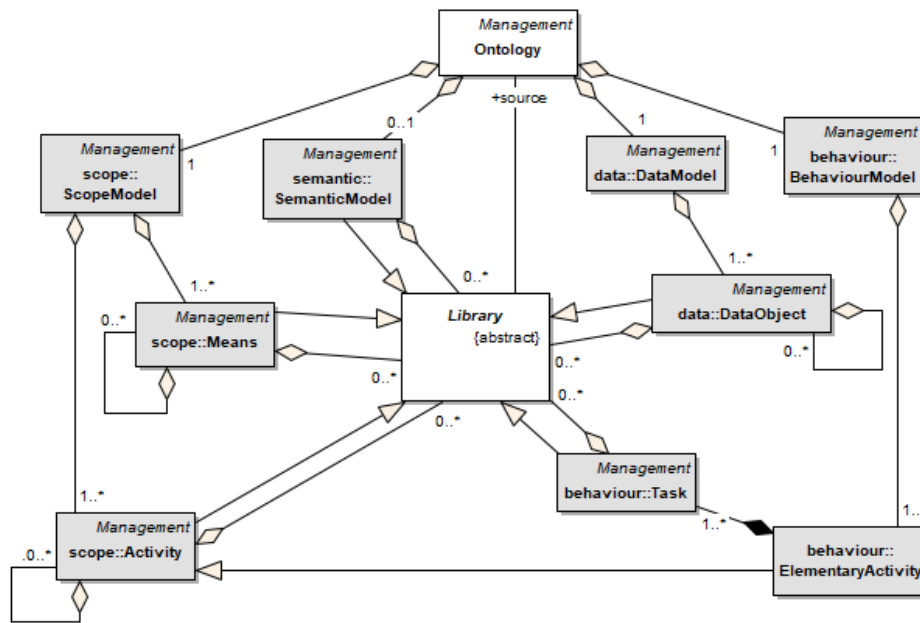 Management
Ontology
+source
0..1
1
1
1
Management
scope::
ScopeModel
Management
semantic::
SemanticModel
Management
data::DataModel
Management
behaviour::
BehaviourModel
1..*
0..*
1..*
0..*
Management
scope::Means
Library
{abstract}
Management
data::DataObject
0..*
0..*
0..*
0..*
0..*
Management
behaviour::Task
1..*
1..*
1..
Management
scope::Activity
.0..*
behaviour::
ElementaryActivity